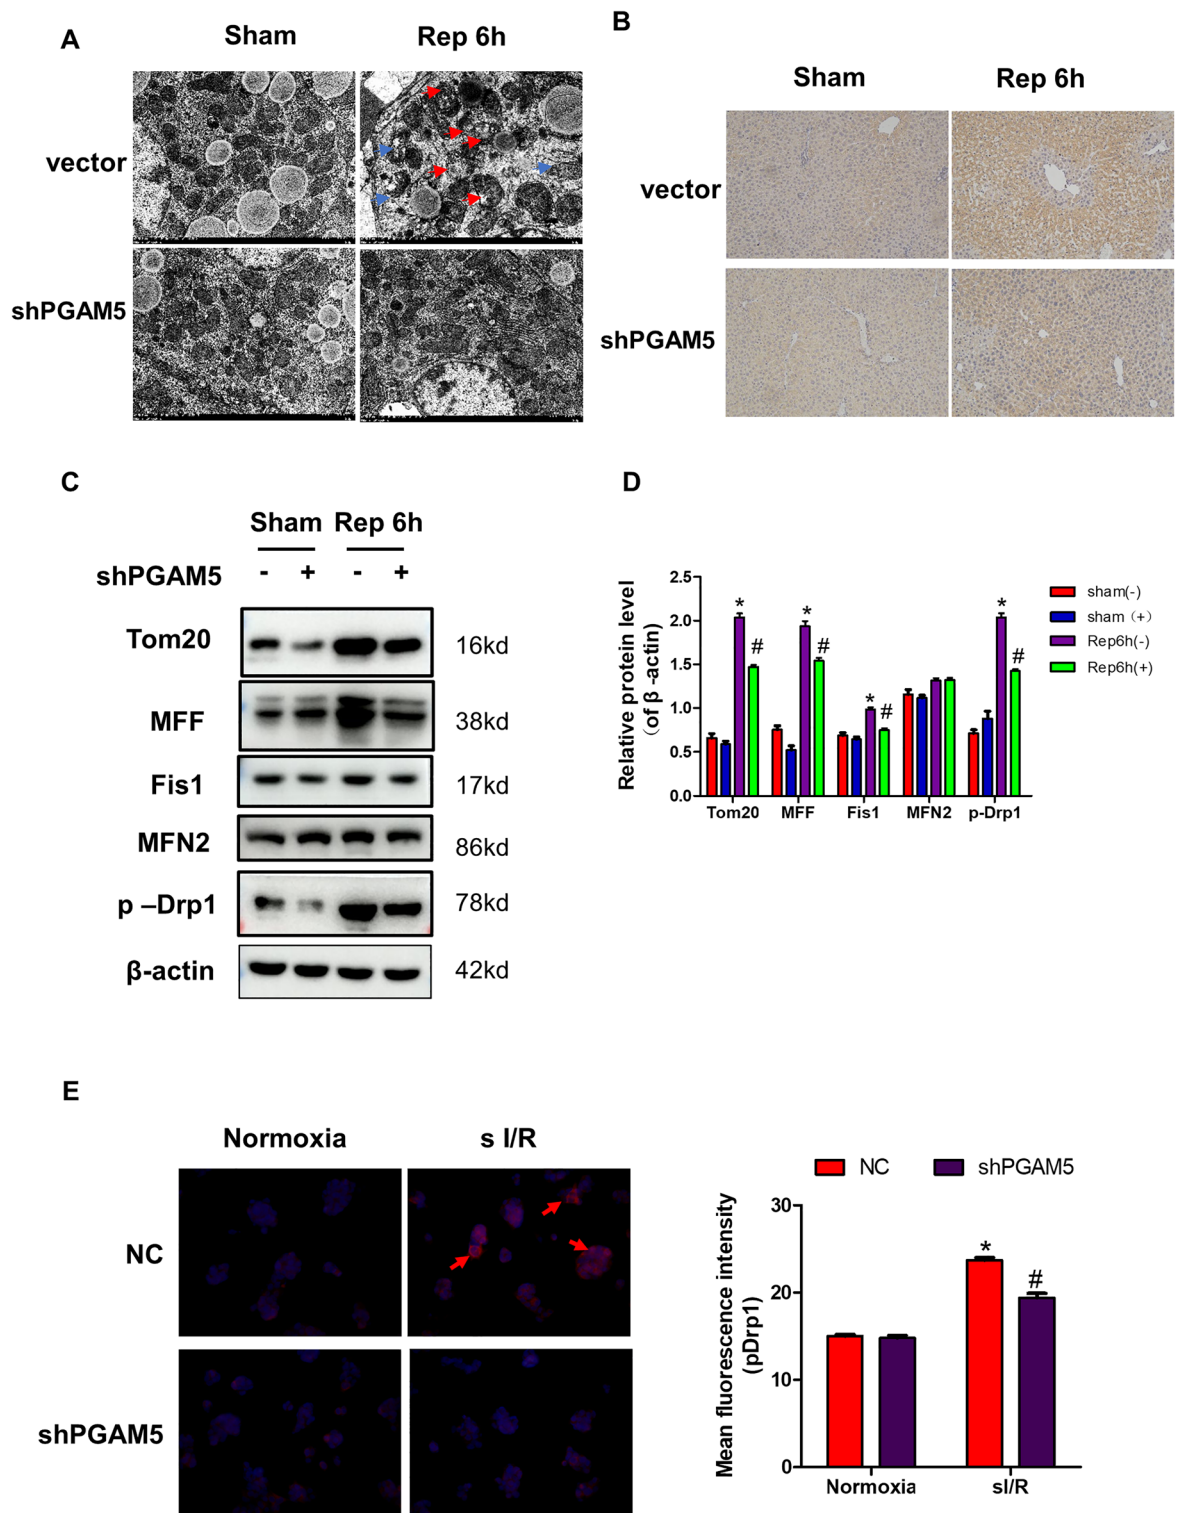 A
Sham
Rep 6h
vector
shPGAM5
B
Sham
Rep 6h
vector
shPGAM5
C
Sham Rep 6h
shPGAM5 - + - +
Tom20 16kd
MFF 38kd
Fis1 17kd
MFN2 86kd
p –Drp1 78kd
β-actin 42kd
D
Relative protein level
(of β -actin)
2.5
2.0
1.5
1.0
0.5
0.0
* # * # * # * #
Tom20 MFF Fis1 MFN2 p-Drp1
sham(-)
sham (+)
Rep6h(-)
Rep6h(+)
E
Normoxia
s I/R
NC
shPGAM5
NC shPGAM5
Mean fluorescence intensity
(pDrp1)
30
20
10
0
* #
Normoxia sI/R